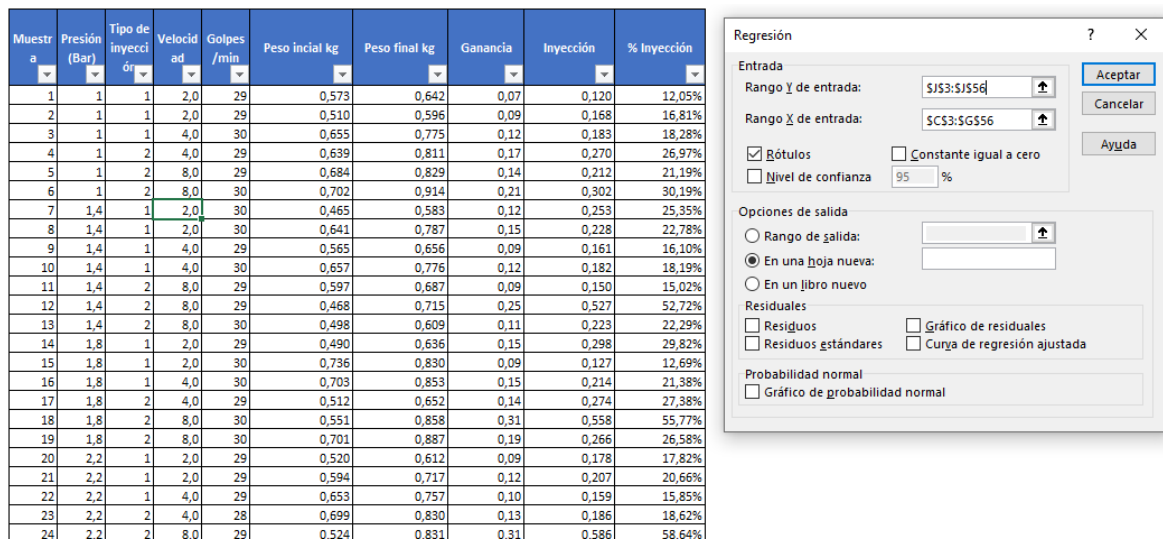 Muestra Presión (Bar) Tipo de inyecciór Velocidad Golpes /min Peso incial kg Peso final kg Ganancia Inyección % Inyección
1 1 1 2,0 29 0,573 0,642 0,07 0,120 12,05%
2 1 1 2,0 29 0,510 0,596 0,09 0,168 16,81%
3 1 1 4,0 30 0,655 0,775 0,12 0,183 18,28%
4 1 2 4,0 29 0,639 0,811 0,17 0,270 26,97%
5 1 2 8,0 29 0,684 0,829 0,14 0,212 21,19%
6 1 2 8,0 30 0,702 0,914 0,21 0,302 30,19%
7 1,4 1 2,0 30 0,465 0,583 0,12 0,253 25,35%
8 1,4 1 2,0 30 0,641 0,787 0,15 0,228 22,78%
9 1,4 1 4,0 30 0,565 0,656 0,09 0,161 16,10%
10 1,4 1 4,0 30 0,657 0,776 0,12 0,182 18,19%
11 1,4 2 8,0 29 0,597 0,687 0,09 0,150 15,02%
12 1,4 2 8,0 29 0,468 0,715 0,25 0,527 52,72%
13 1,4 2 8,0 30 0,498 0,609 0,11 0,223 22,29%
14 1,8 1 2,0 29 0,490 0,636 0,15 0,298 29,82%
15 1,8 1 2,0 30 0,736 0,830 0,09 0,127 12,69%
16 1,8 1 4,0 30 0,703 0,853 0,15 0,214 21,38%
17 1,8 2 4,0 29 0,512 0,652 0,14 0,274 27,38%
18 1,8 2 8,0 30 0,551 0,858 0,31 0,558 55,77%
19 1,8 2 8,0 30 0,701 0,887 0,19 0,266 26,58%
20 2,2 1 2,0 29 0,520 0,612 0,09 0,178 17,82%
21 2,2 1 2,0 29 0,594 0,717 0,12 0,207 20,66%
22 2,2 1 4,0 29 0,653 0,757 0,10 0,159 15,85%
23 2,2 2 4,0 28 0,699 0,830 0,13 0,186 18,62%
24 2,2 2 8,0 29 0,524 0,831 0,31 0,586 58,64%
Regresión ? ×
Entrada
Rango Y de entrada: $J$3:$J$56
Aceptar
Rango X de entrada: $C$3:$G$56
Cancelar
Ayuda
Rótulos Constante igual a cero
Nivel de confianza 95 %
Opciones de salida
Rango de salida:
En una hoja nueva:
En un libro nuevo
Residuales
Residuos Gráfico de residuales
Residuos estándares Curva de regresión ajustada
Probabilidad normal
Gráfico de probabilidad normal